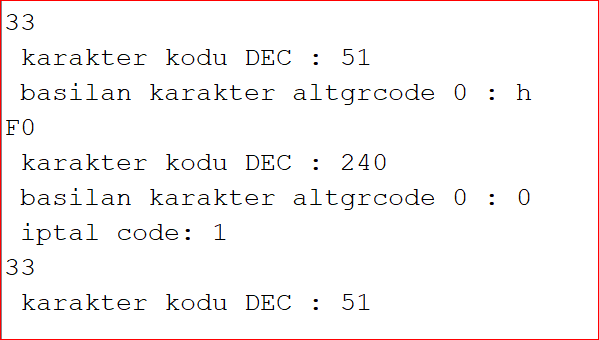 33
karakter kodu DEC : 51
basilan karakter altgrcode 0 : h
F0
karakter kodu DEC : 240
basilan karakter altgrcode 0 : 0
iptal code: 1
33
karakter kodu DEC : 51